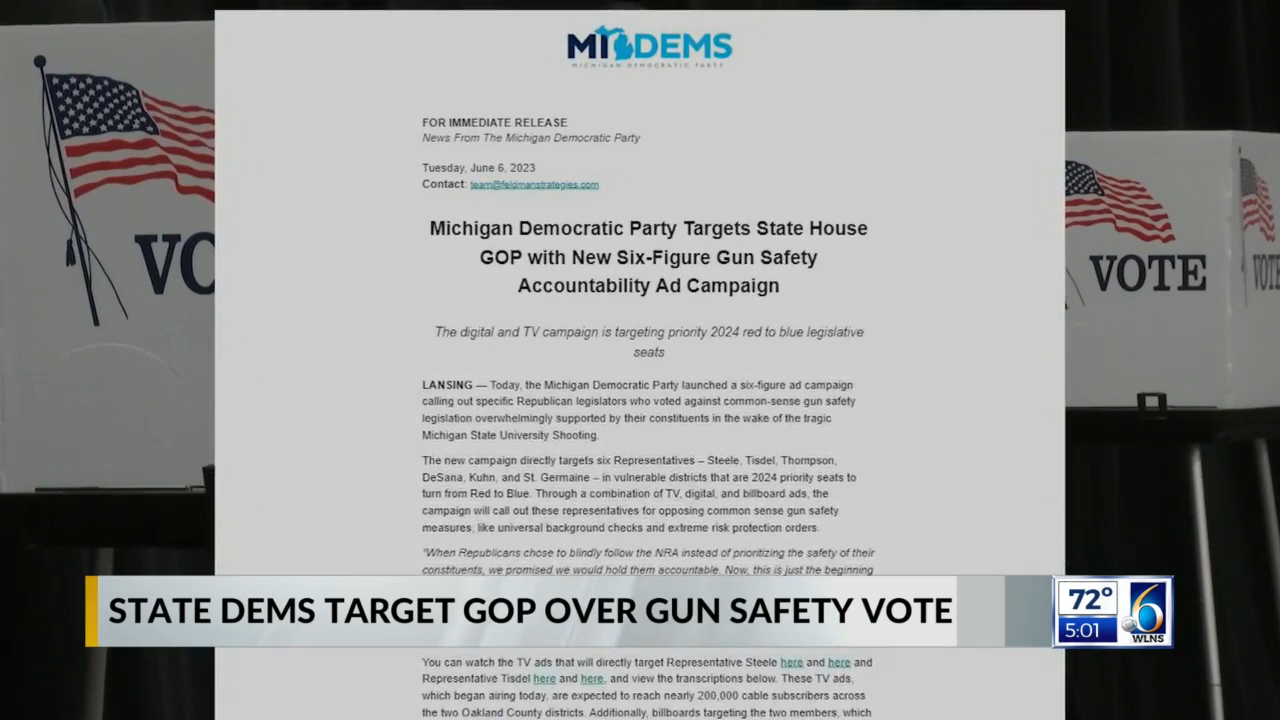 MI DEMS
MICHIGAN DEMOCRATIC PARTY
FOR IMMEDIATE RELEASE
News From The Michigan Democratic Party
Tuesday, June 6, 2023
Contact: team@feldmanstrategies.com
Michigan Democratic Party Targets State House
GOP with New Six-Figure Gun Safety
Accountability Ad Campaign
The digital and TV campaign is targeting priority 2024 red to blue legislative
seats
LANSING — Today, the Michigan Democratic Party launched a six-figure ad campaign
calling out specific Republican legislators who voted against common-sense gun safety
legislation overwhelmingly supported by their constituents in the wake of the tragic
Michigan State University Shooting.
The new campaign directly targets six Representatives – Steele, Tisdel, Thompson,
DeSana, Kuhn, and St. Germaine – in vulnerable districts that are 2024 priority seats to
turn from Red to Blue. Through a combination of TV, digital, and billboard ads, the
campaign will call out these representatives for opposing common sense gun safety
measures, like universal background checks and extreme risk protection orders.
"When Republicans chose to blindly follow the NRA instead of prioritizing the safety of their
constituents, we promised we would hold them accountable. Now, this is just the beginning
You can watch the TV ads that will directly target Representative Steele here and here and
Representative Tisdel here and here, and view the transcriptions below. These TV ads,
which began airing today, are expected to reach nearly 200,000 cable subscribers across
the two Oakland County districts. Additionally, billboards targeting the two members, which
VO
VOTE
VOTE
STATE DEMS TARGET GOP OVER GUN SAFETY VOTE
72°
5:01
6
WLNS